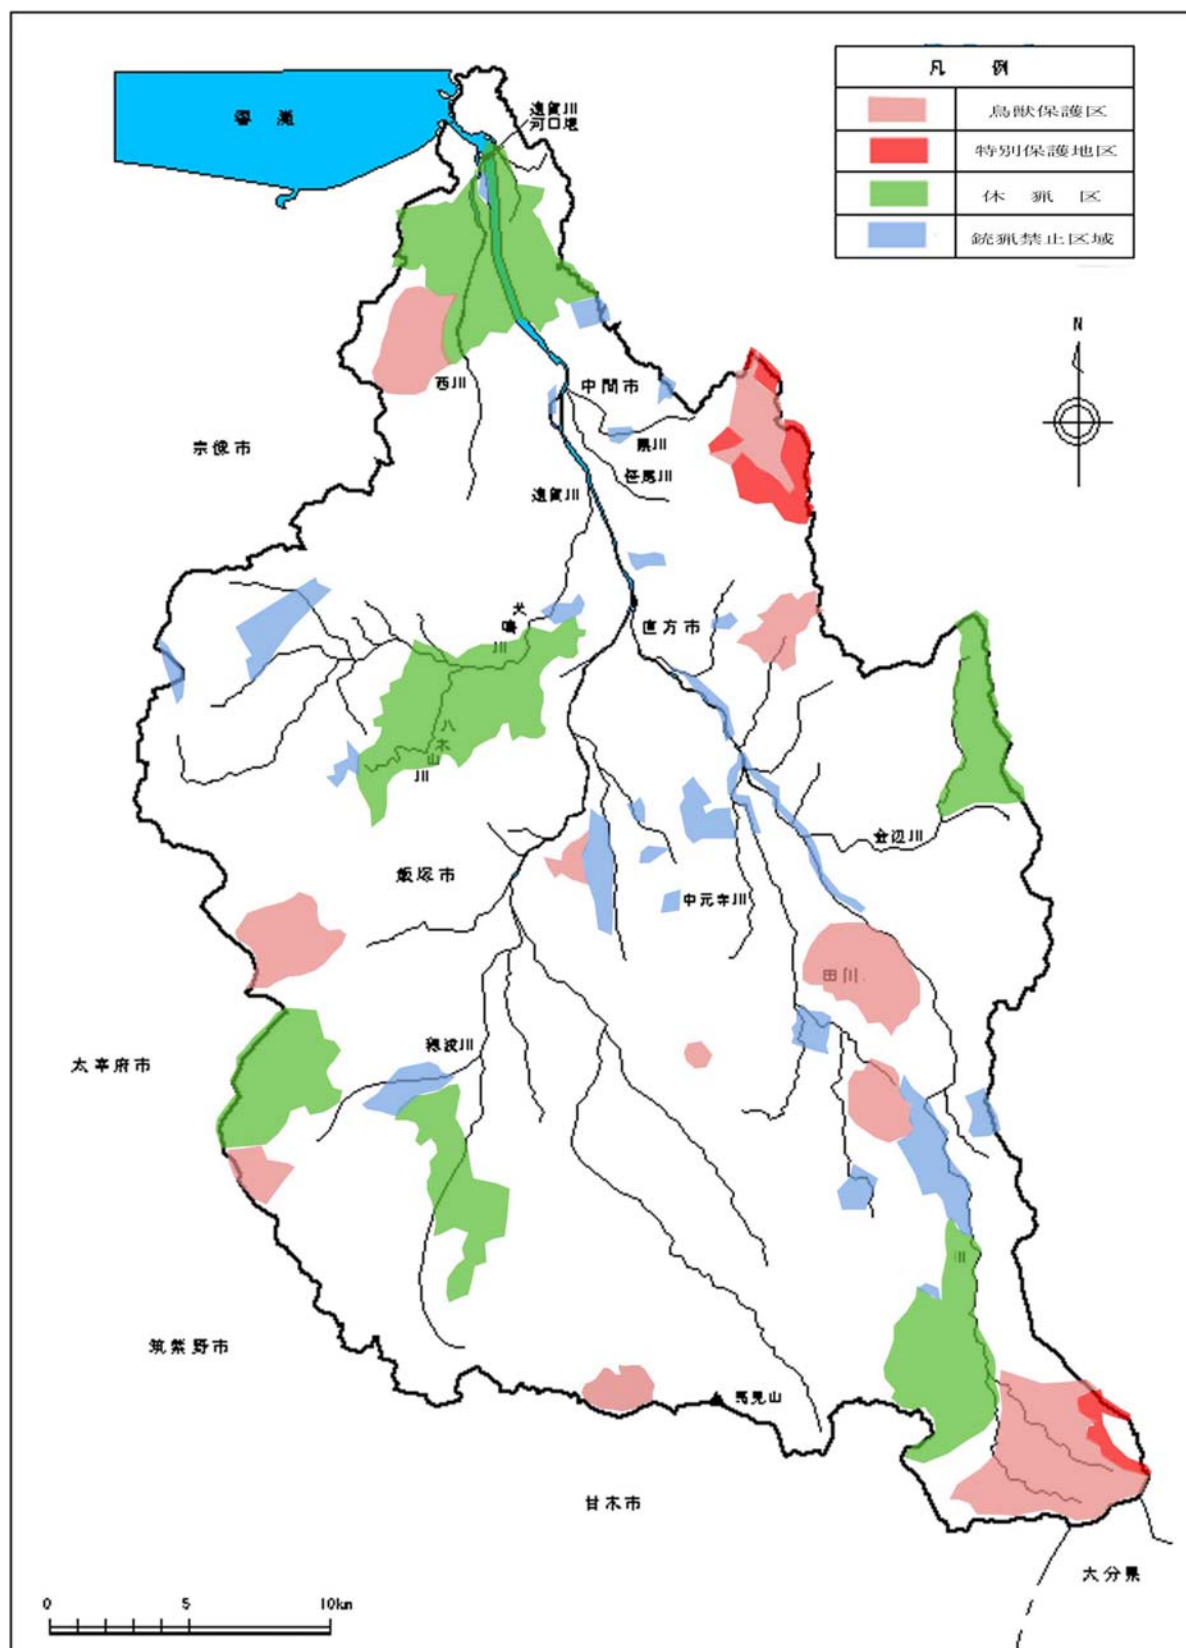 凡 例
鳥獣保護区
特別保護地区
休 猟 区
銃猟禁止区域
響 灘
遠賀川
河口堰
N
西川
中間市
黒川
笹尾川
宗像市
遠賀川
犬鳴川
直方市
八木山川
金辺川
飯塚市
中元寺川
田川
穂波川
太宰府市
川
筑紫野市
馬見山
甘木市
大分県
0 5 10km